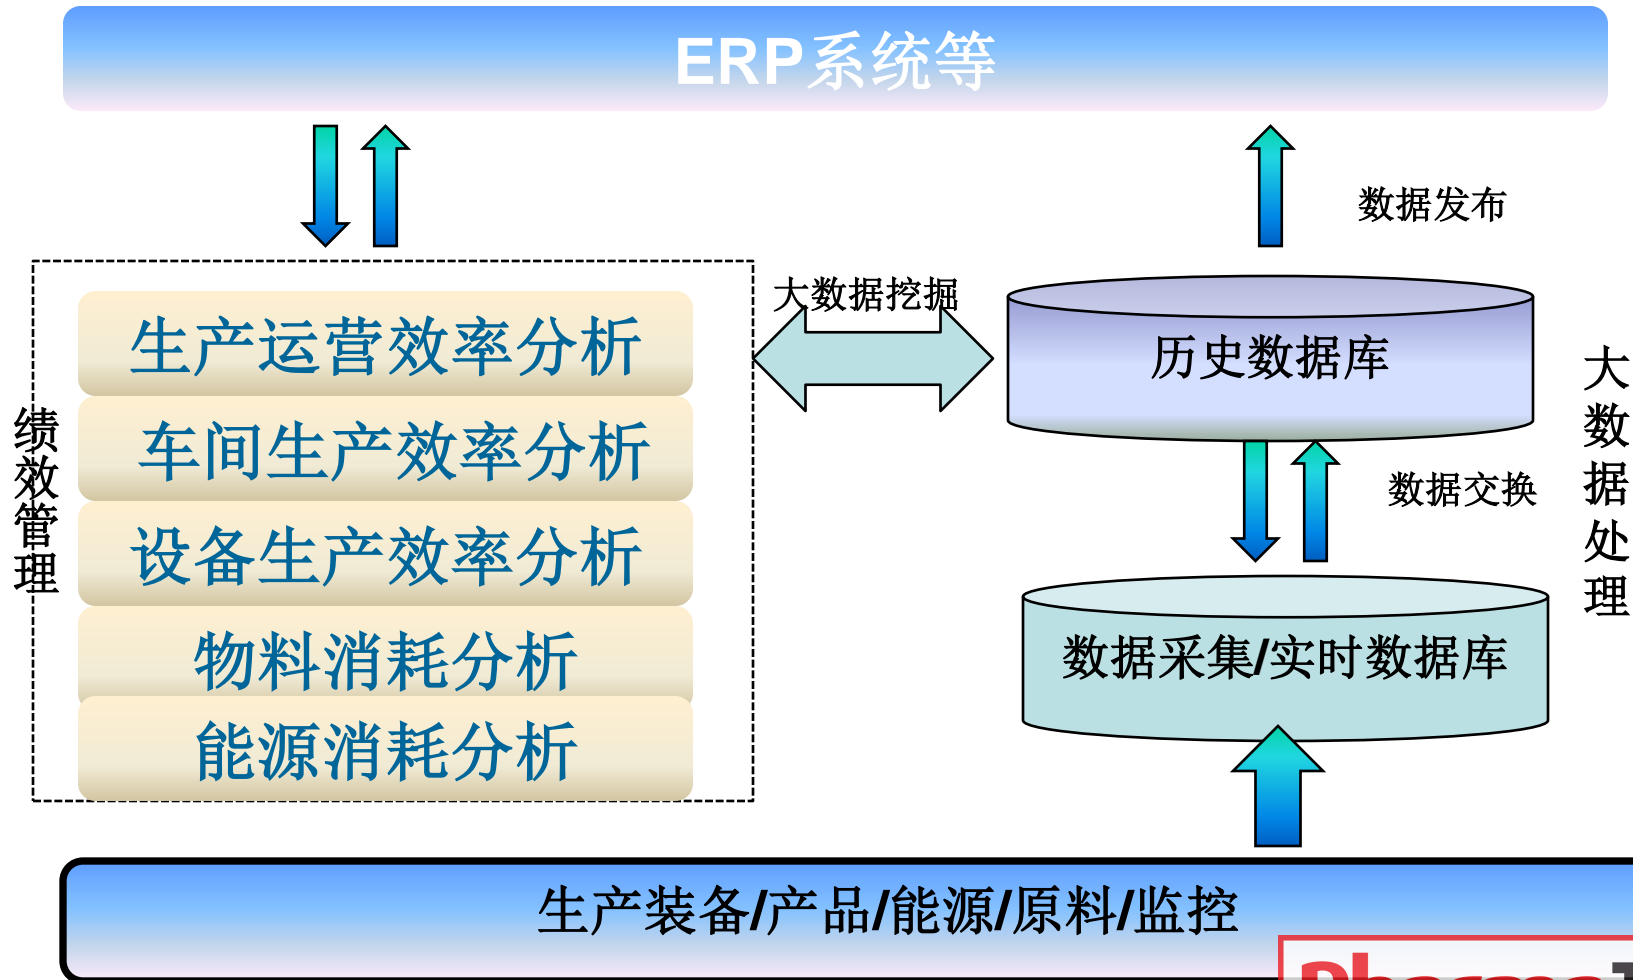 ERP系统等
数据发布
大数据挖掘
生产运营效率分析
历史数据库
车间生产效率分析
绩效管理
大数据处理
数据交换
设备生产效率分析
物料消耗分析
数据采集/实时数据库
能源消耗分析
生产装备/产品/能源/原料/监控